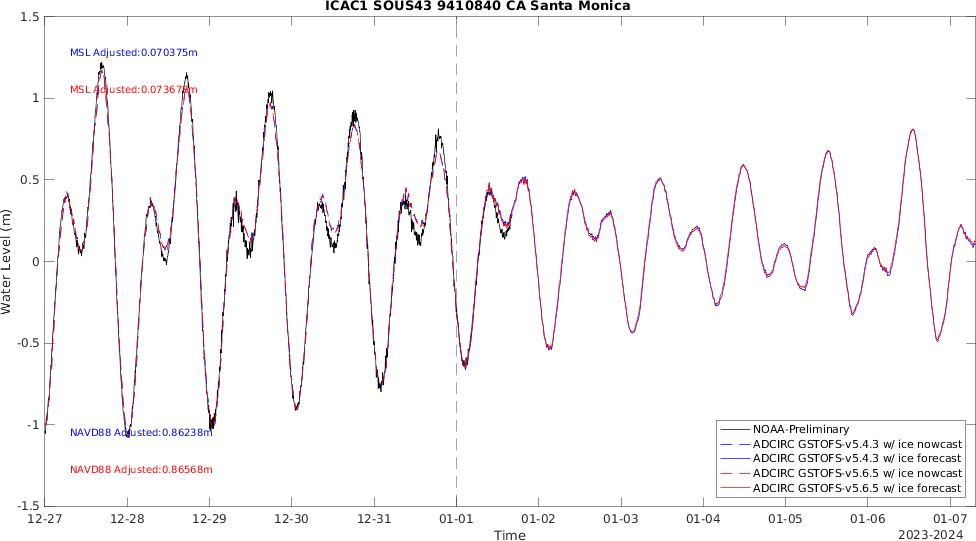 ICAC1 SOUS43 9410840 CA Santa Monica
1.5
1
0.5
0
-0.5
-1
-1.5
Water Level (m)
MSL Adjusted:0.070375m
MSL Adjusted:0.073675m
NAVD88 Adjusted:0.86238m
NAVD88 Adjusted:0.86568m
NOAA-Preliminary
ADCIRC GSTOFS-v5.4.3 w/ ice nowcast
ADCIRC GSTOFS-v5.4.3 w/ ice forecast
ADCIRC GSTOFS-v5.6.5 w/ ice nowcast
ADCIRC GSTOFS-v5.6.5 w/ ice forecast
12-27 12-28 12-29 12-30 12-31 01-01 01-02 01-03 01-04 01-05 01-06 01-07
Time
2023-2024